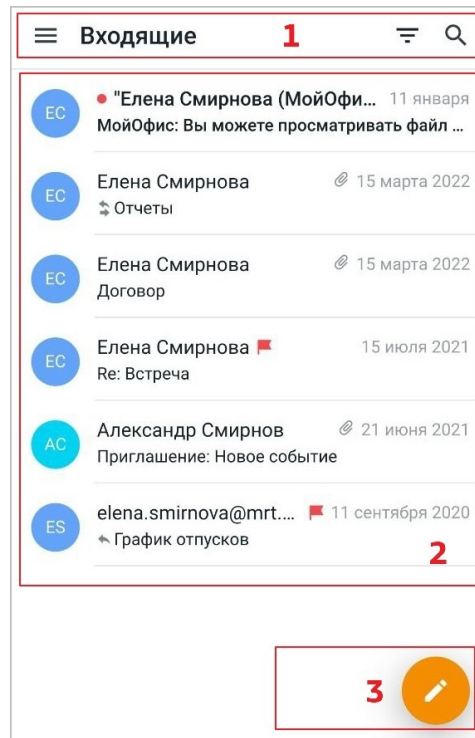 Входящие 1
ЕС
"Елена Смирнова (МойОфи... 11 января
МойОфис: Вы можете просматривать файл ...
ЕС
Елена Смирнова 15 марта 2022
Отчеты
ЕС
Елена Смирнова 15 марта 2022
Договор
ЕС
Елена Смирнова 15 июля 2021
Re: Встреча
АС
Александр Смирнов 21 июня 2021
Приглашение: Новое событие
ES
elena.smirnova@mrt.... 11 сентября 2020
График отпусков
2
3